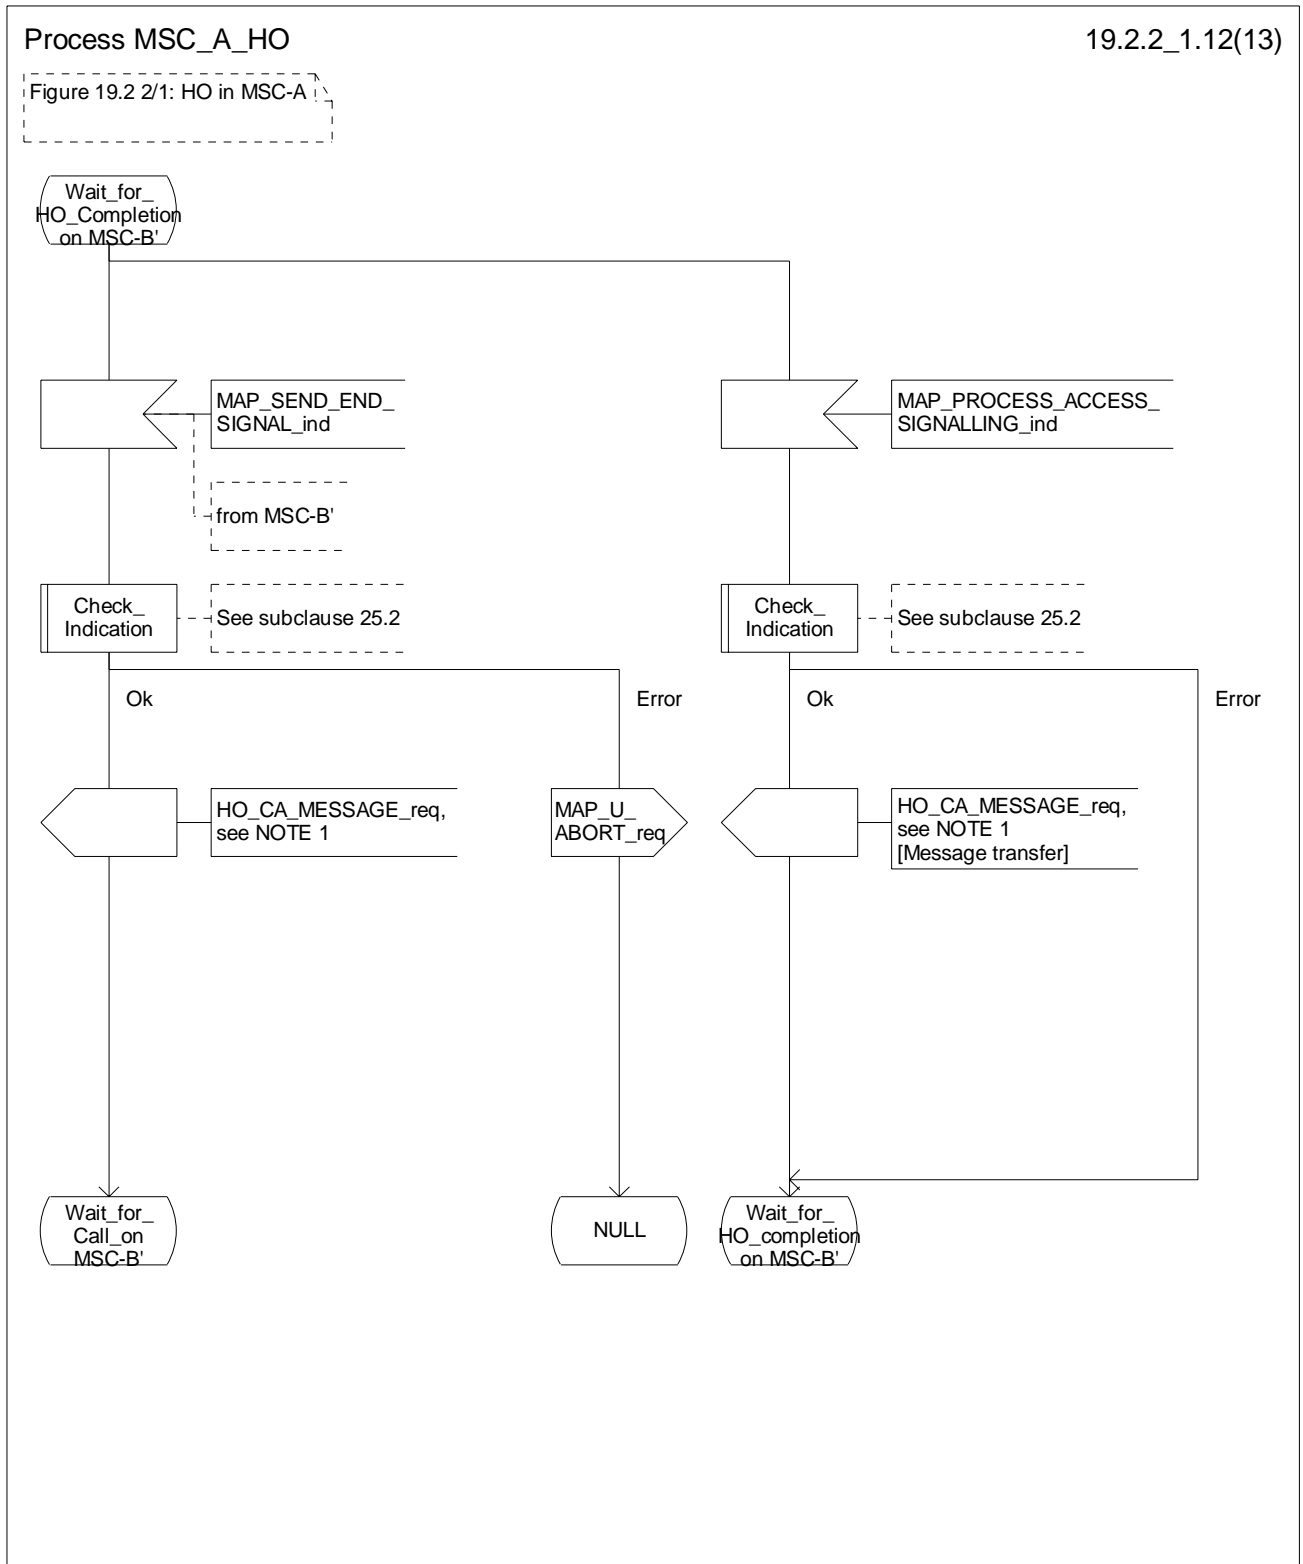 Process MSC_A_HO
19.2.2_1.12(13)
Figure 19.2 2/1: HO in MSC-A
Wait_for_
HO_Completion
on MSC-B'
MAP_SEND_END_
SIGNAL_ind
MAP_PROCESS_ACCESS_
SIGNALLING_ind
from MSC-B'
Check_
Indication
See subclause 25.2
Check_
Indication
See subclause 25.2
Ok
Error
Ok
Error
HO_CA_MESSAGE_req,
see NOTE 1
MAP_U_
ABORT_req
HO_CA_MESSAGE_req,
see NOTE 1
[Message transfer]
Wait_for_
Call_on
MSC-B'
NULL
Wait_for_
HO_completion
on MSC-B'